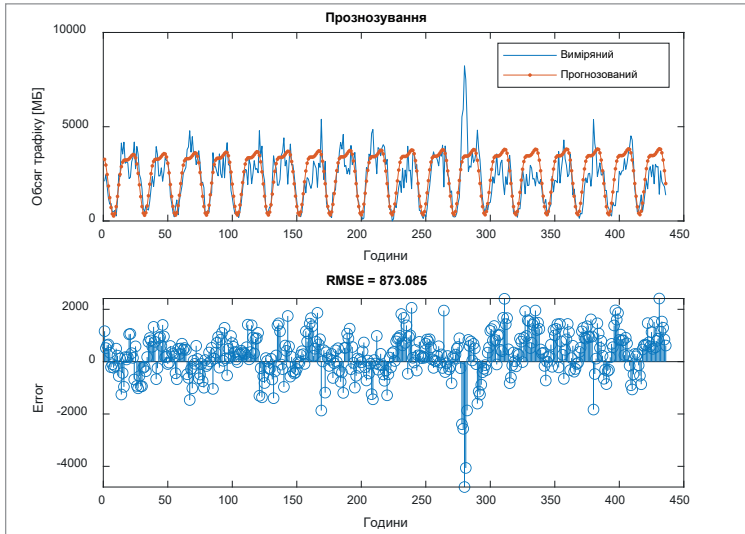 Прознозування
10000
5000
0
Обсяг трафіку [МБ]
Виміряний
Прогнозований
0 50 100 150 200 250 300 350 400 450
Години
RMSE = 873.085
2000
0
-2000
-4000
Error
0 50 100 150 200 250 300 350 400 450
Години